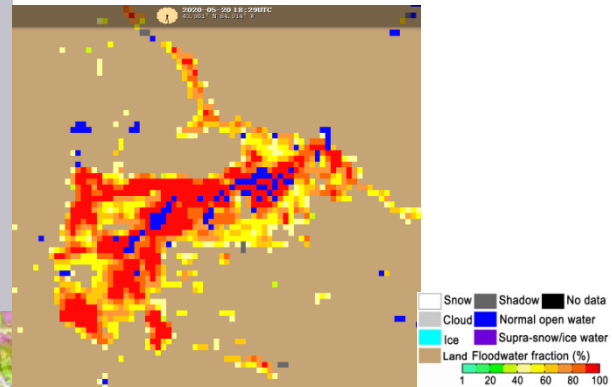 2020-05-20 18:29UTC
Snow Shadow No data
Cloud Normal open water
Ice Supra-snow/ice water
Land Floodwater fraction (%)
1 20 40 60 80 100